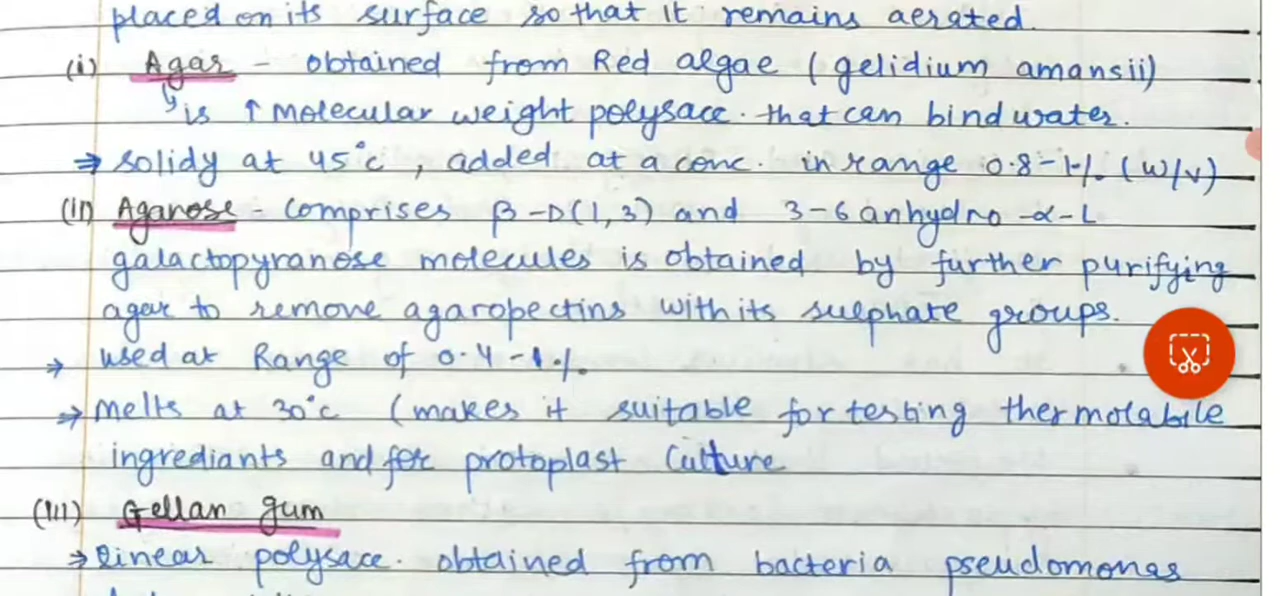 placed on its surface so that it remains aerated.
(i) Agar - obtained from Red algae (gelidium amansii)
is ↑ molecular weight polysacc. that can bind water.
⇒ solidy at 45°c, added at a conc. in range 0.8-1% (w/v)
(ii) Agarose - comprises β-D(1,3) and 3-6 anhydro-α-L
galactopyranose molecules is obtained by further purifying
agar to remove agaropectins with its sulphate groups.
→ used at Range of 0.4-1%.
⇒ melts at 30°c (makes it suitable for testing thermolabile
ingrediants and for protoplast culture
(III) Gellan gum
⇒ linear polysacc. obtained from bacteria pseudomonas